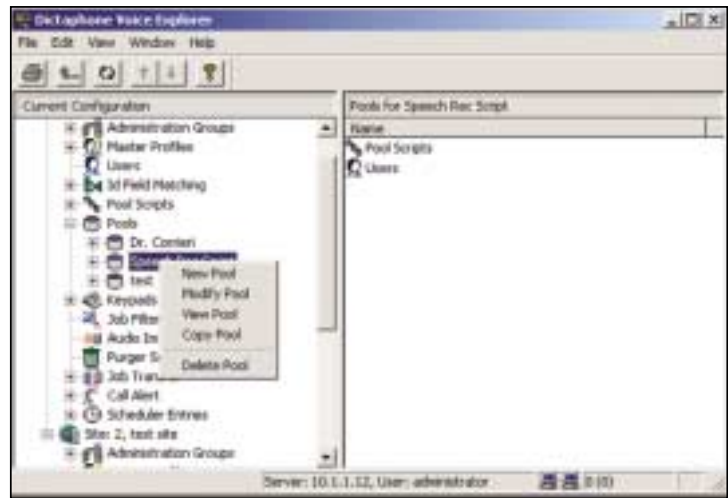 Dictaphone Voice Explorer
File Edit View Window Help
Current Configuration
Pools for Speech Rec Script
Name
Administration Groups
Master Profiles
Users
Id Field Matching
Pool Scripts
Pools
Dr. Corrieri
test
Keypads
Job Filter
Audio
Purger
Job
Call Alert
Scheduler Entries
Site: 2, test site
Administration Groups
New Pool
Modify Pool
View Pool
Copy Pool
Delete Pool
Pool Scripts
Users
Server: 10.1.1.12, User: administrator
0 (0)